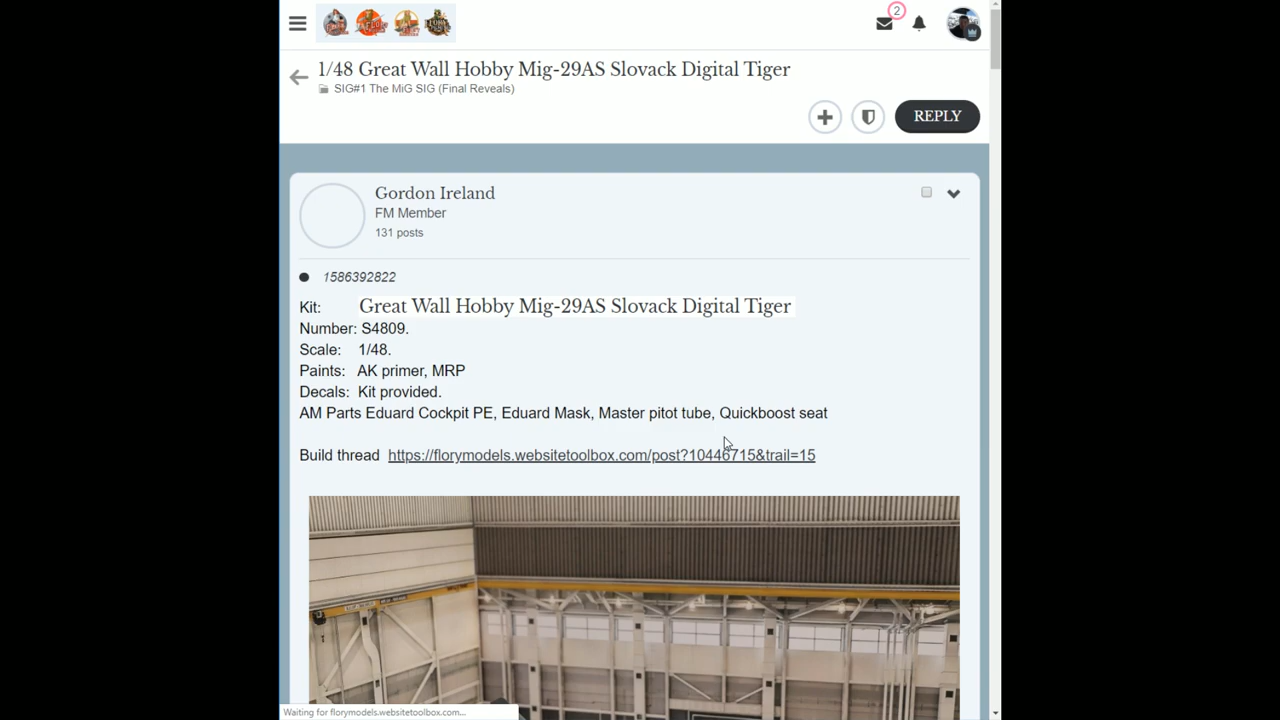 2
1/48 Great Wall Hobby Mig-29AS Slovack Digital Tiger
SIG#1 The MiG SIG (Final Reveals)
REPLY
Gordon Ireland
FM Member
131 posts
1586392822
Kit: Great Wall Hobby Mig-29AS Slovack Digital Tiger
Number: S4809.
Scale: 1/48.
Paints: AK primer, MRP
Decals: Kit provided.
AM Parts Eduard Cockpit PE, Eduard Mask, Master pitot tube, Quickboost seat
Build thread https://florymodels.websitetoolbox.com/post?10446715&trail=15
Waiting for florymodels.websitetoolbox.com...